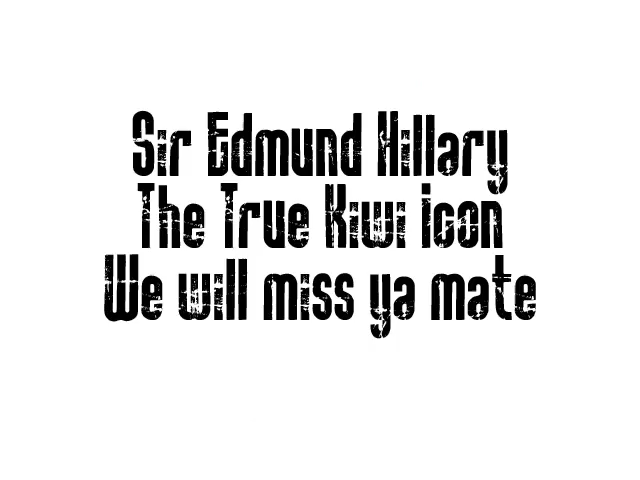 Sir Edmund Hillary
The True Kiwi Icon
We will miss ya mate